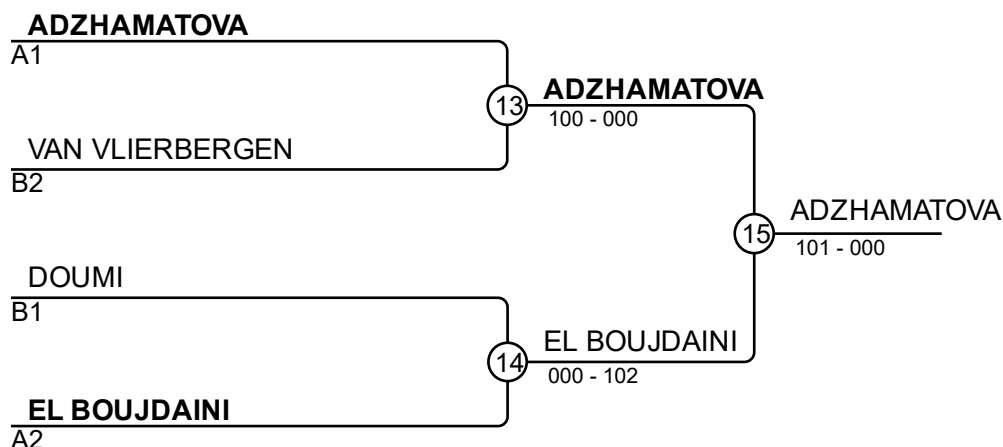 ADZHAMATOVA
A1
13
ADZHAMATOVA
100 - 000
VAN VLIERBERGEN
B2
15
ADZHAMATOVA
101 - 000
DOUMI
B1
14
EL BOUJDAINI
000 - 102
EL BOUJDAINI
A2